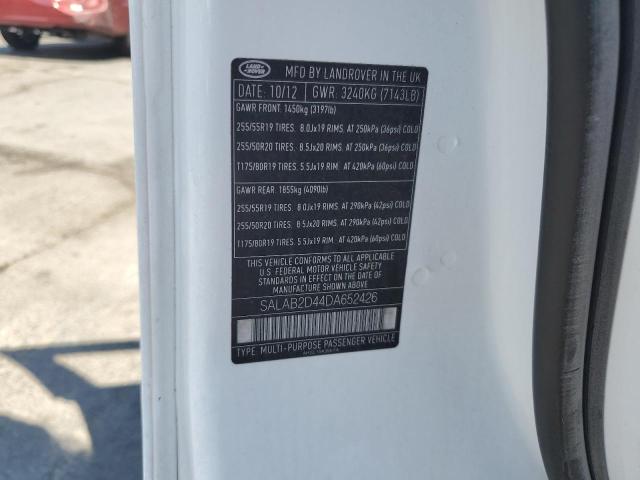 LAND ROVER
MFD BY LANDROVER IN THE UK
DATE: 10/12 GWR: 3240KG (7143LB)
GAWR FRONT: 1450kg (3197lb)
255/55R19 TIRES. 8.0Jx19 RIMS. AT 250kPa (36psi) COLD
255/50R20 TIRES. 8.5Jx20 RIMS. AT 250kPa (36psi) COLD
T175/80R19 TIRES. 5.5Jx19 RIM. AT 420kPa (60psi) COLD
GAWR REAR: 1855kg (4090lb)
255/55R19 TIRES. 8.0Jx19 RIMS. AT 290kPa (42psi) COLD
255/50R20 TIRES. 8.5Jx20 RIMS. AT 290kPa (42psi) COLD
T175/80R19 TIRES. 5.5Jx19 RIM. AT 420kPa (60psi) COLD
THIS VEHICLE CONFORMS TO ALL APPLICABLE
U.S. FEDERAL MOTOR VEHICLE SAFETY
STANDARDS IN EFFECT ON THE DATE OF
MANUFACTURE SHOWN ABOVE
SALAB2D44DA652426
TYPE: MULTI-PURPOSE PASSENGER VEHICLE